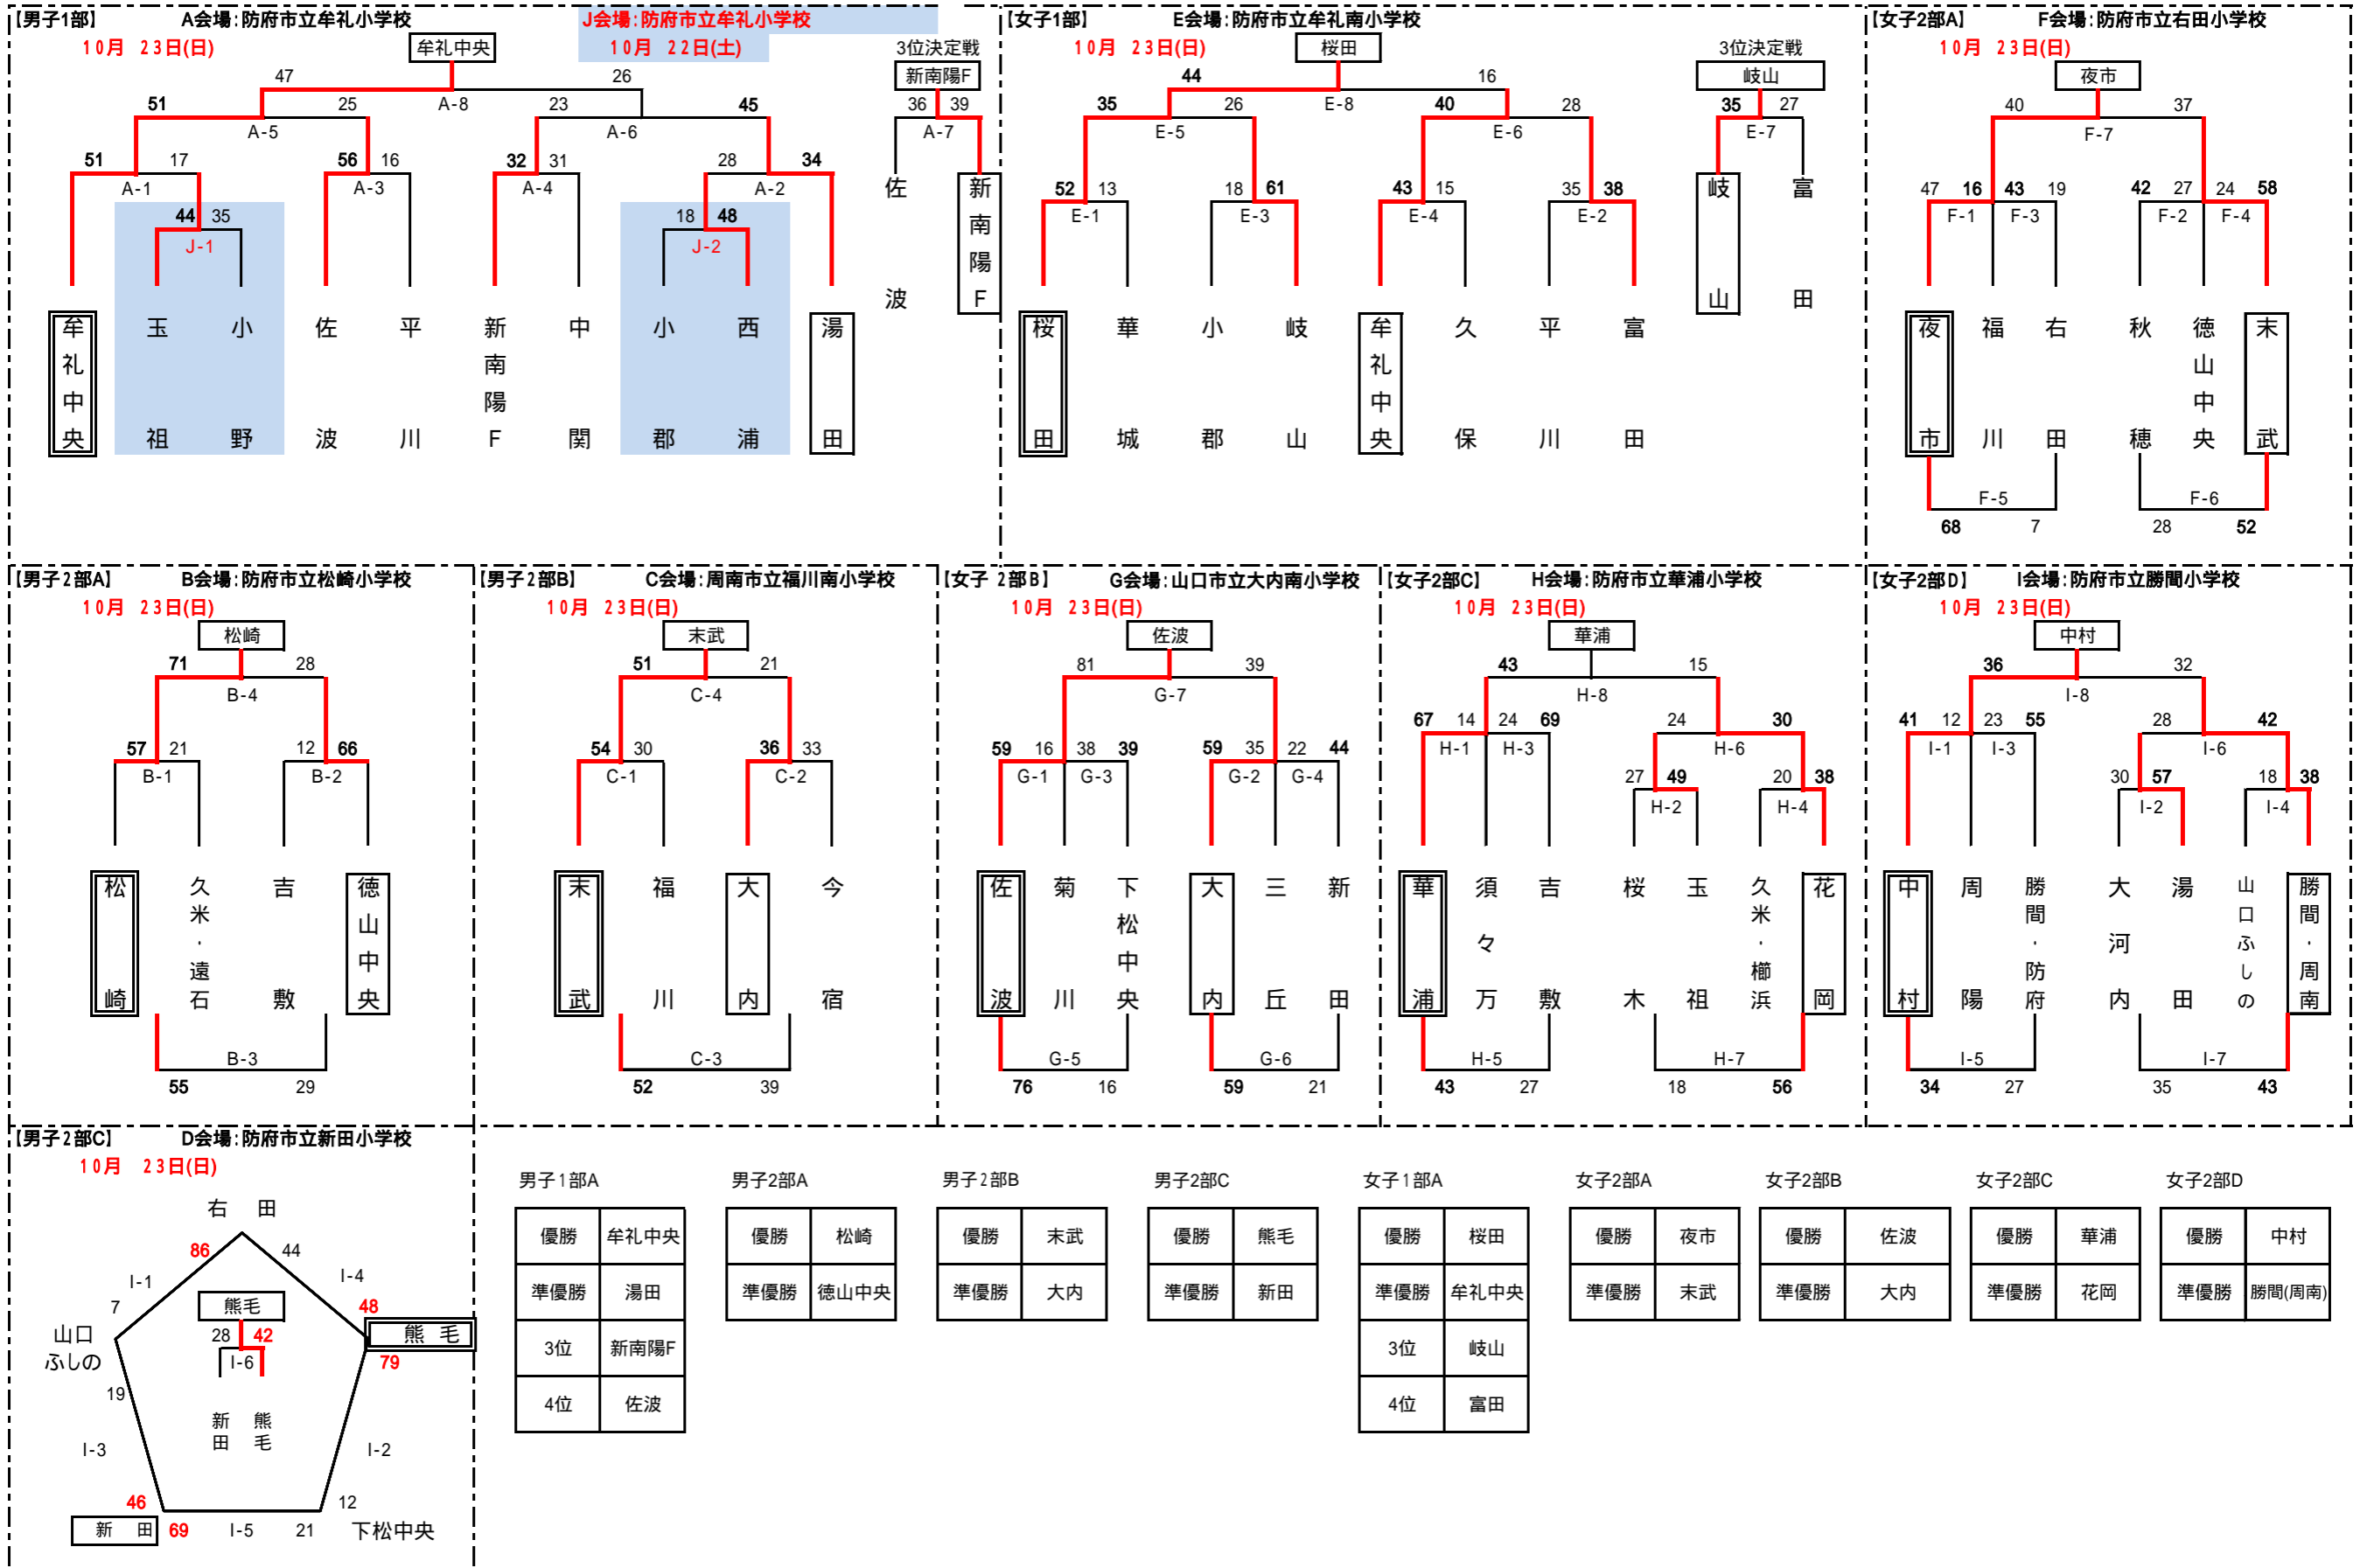 【男子1部】 A会場：防府市立牟礼小学校 J会場：防府市立牟礼小学校
10月 23日(日) 10月 22日(土)
牟礼中央
3位決定戦
新南陽F
47 26
A-8
51 25 23 45 36 39
A-5 A-6 A-7
51 17 56 16 32 31 28 34
A-1 A-3 A-4 A-2
44 35 18 48
J-1 J-2
佐波 新南陽F
牟礼中央 玉祖 小野 佐波 平川 新南陽F 中関 小郡 西浦 湯田
【女子1部】 E会場：防府市立牟礼南小学校
10月 23日(日)
桜田
3位決定戦
岐山
44 16
E-8
35 26 40 28 35 27
E-5 E-6 E-7
52 13 18 61 43 15 35 38
E-1 E-3 E-4 E-2
岐山 富田
桜田 華城 小郡 岐山 牟礼中央 久保 平川 富田
【女子2部A】 F会場：防府市立右田小学校
10月 23日(日)
夜市
40 37
F-7
47 16 43 19 42 27 24 58
F-1 F-3 F-2 F-4
夜市 福川 右田 秋穂 徳山中央 末武
F-5 F-6
68 7 28 52
【男子2部A】 B会場：防府市立松崎小学校
10月 23日(日)
松崎
71 28
B-4
57 21 12 66
B-1 B-2
松崎 久米・遠石 吉敷 徳山中央
B-3
55 29
【男子2部B】 C会場：周南市立福川南小学校
10月 23日(日)
末武
51 21
C-4
54 30 36 33
C-1 C-2
末武 福川 大内 今宿
C-3
52 39
【女子 2部B】 G会場：山口市立大内南小学校
10月 23日(日)
佐波
81 39
G-7
59 16 38 39 59 35 22 44
G-1 G-3 G-2 G-4
佐波 菊川 下松中央 大内 三丘 新田
G-5 G-6
76 16 59 21
【女子2部C】 H会場：防府市立華浦小学校
10月 23日(日)
華浦
43 15
H-8
67 14 24 69 24 30
H-1 H-3 H-6
27 49 20 38
H-2 H-4
華浦 須々万 吉敷 桜木 玉祖 久米・櫛浜 花岡
H-5 H-7
43 27 18 56
【女子2部D】 I会場：防府市立勝間小学校
10月 23日(日)
中村
36 32
I-8
41 12 23 55 28 42
I-1 I-3 I-6
30 57 18 38
I-2 I-4
中村 周陽 勝間・防府 大河内 湯田 山口ふしの 勝間・周南
I-5 I-7
34 27 35 43
【男子2部C】 D会場：防府市立新田小学校
10月 23日(日)
右 田
86 44
I-1 I-4
7 熊毛 48
山口 28 42 熊 毛
ふしの I-6 79
19
新田 熊毛
I-3 I-2
46 12
新 田 69 I-5 21 下松中央
男子1部A
優勝 牟礼中央
準優勝 湯田
3位 新南陽F
4位 佐波
男子2部A
優勝 松崎
準優勝 徳山中央
男子2部B
優勝 末武
準優勝 大内
男子2部C
優勝 熊毛
準優勝 新田
女子1部A
優勝 桜田
準優勝 牟礼中央
3位 岐山
4位 富田
女子2部A
優勝 夜市
準優勝 末武
女子2部B
優勝 佐波
準優勝 大内
女子2部C
優勝 華浦
準優勝 花岡
女子2部D
優勝 中村
準優勝 勝間(周南)